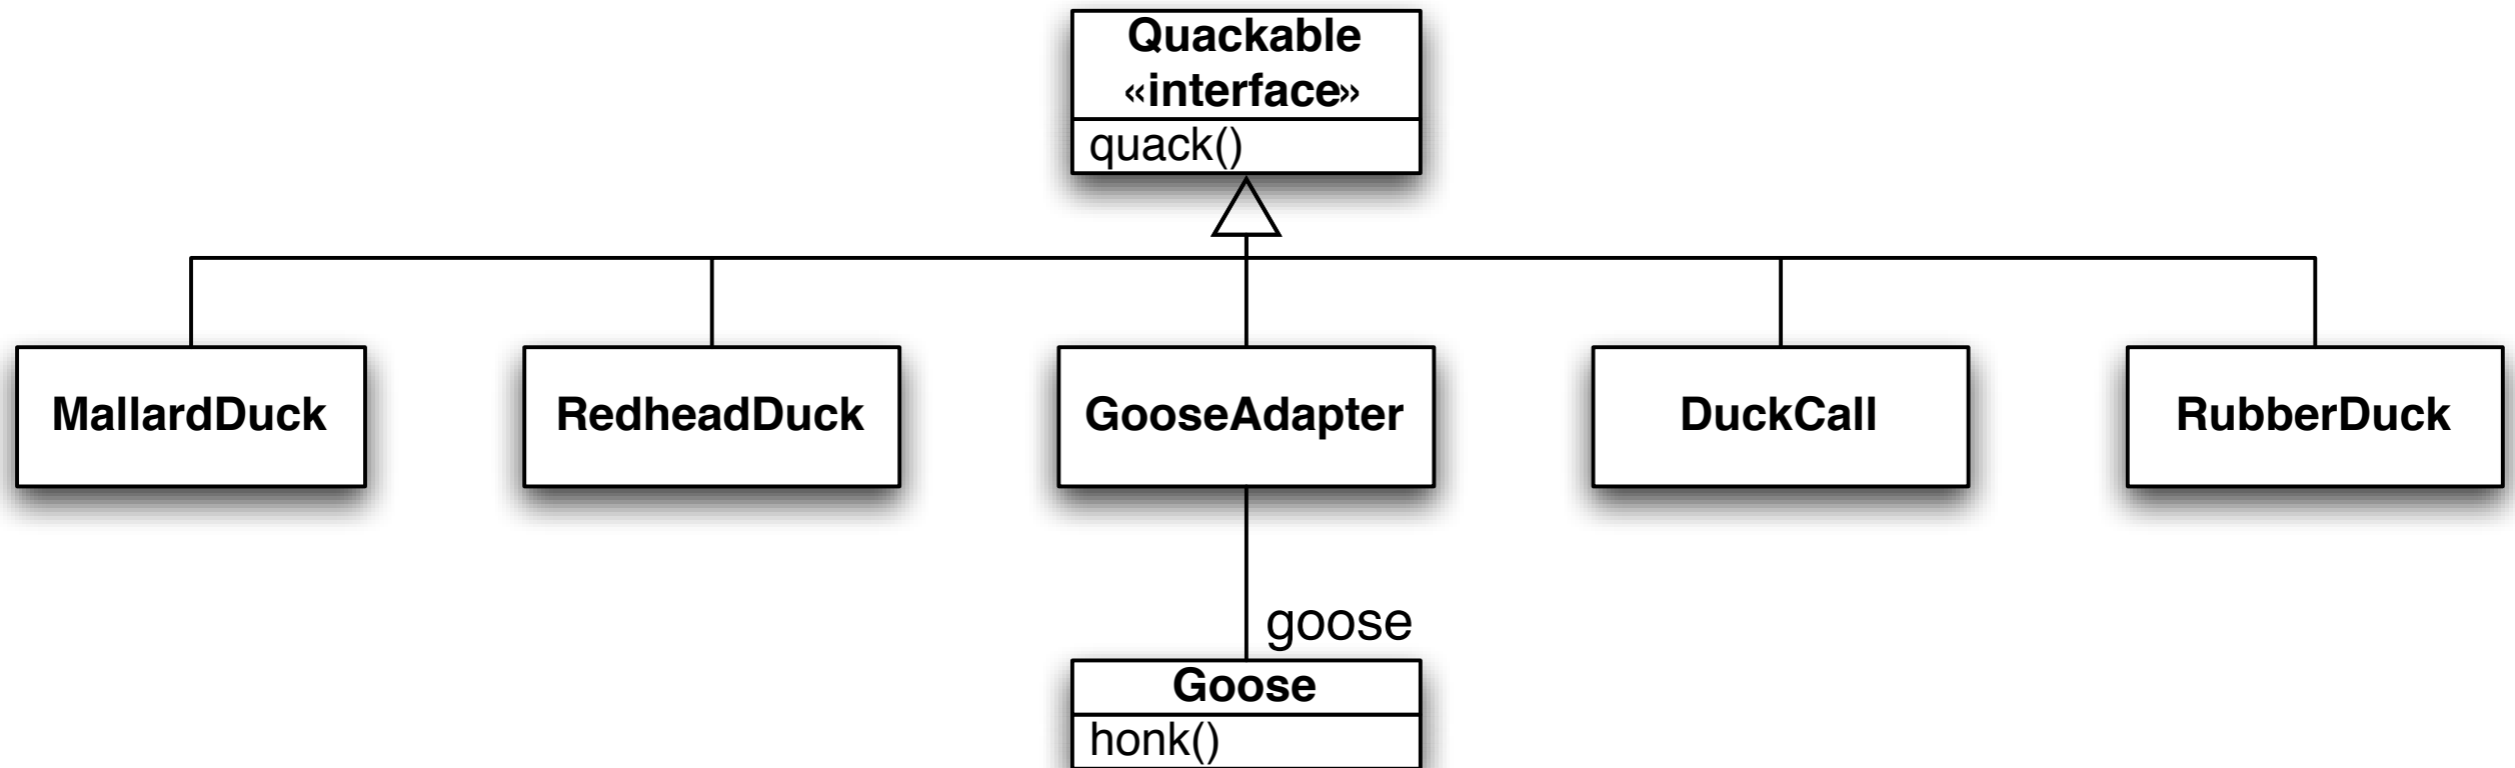 Quackable
«interface»
quack()
MallardDuck
RedheadDuck
GooseAdapter
DuckCall
RubberDuck
goose
Goose
honk()